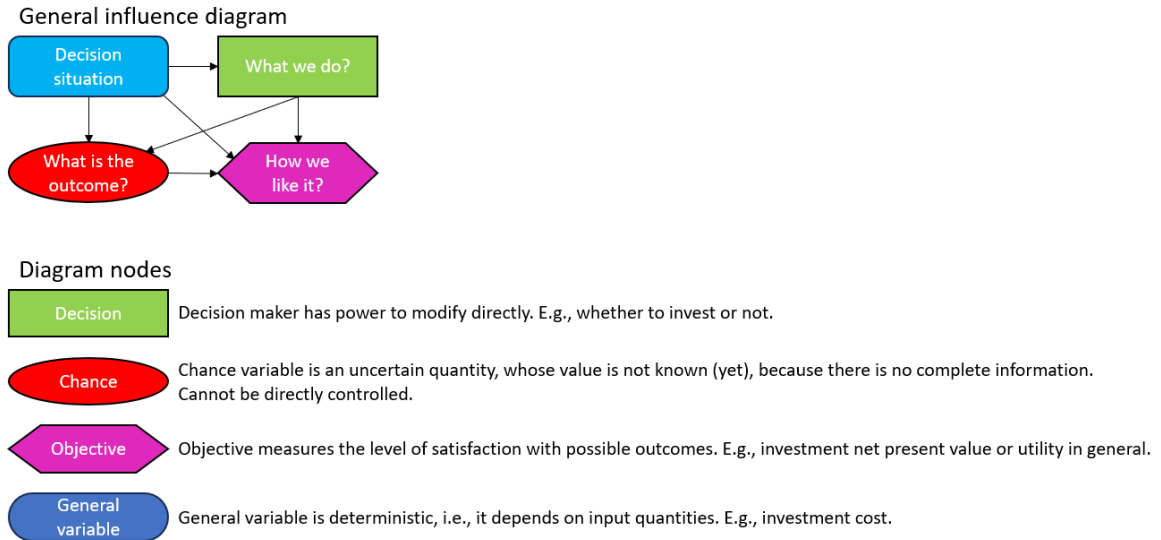 General influence diagram
Decision
situation
What we do?
What is the
outcome?
How we
like it?
Diagram nodes
Decision
Decision maker has power to modify directly. E.g., whether to invest or not.
Chance
Chance variable is an uncertain quantity, whose value is not known (yet), because there is no complete information.
Cannot be directly controlled.
Objective
Objective measures the level of satisfaction with possible outcomes. E.g., investment net present value or utility in general.
General
variable
General variable is deterministic, i.e., it depends on input quantities. E.g., investment cost.